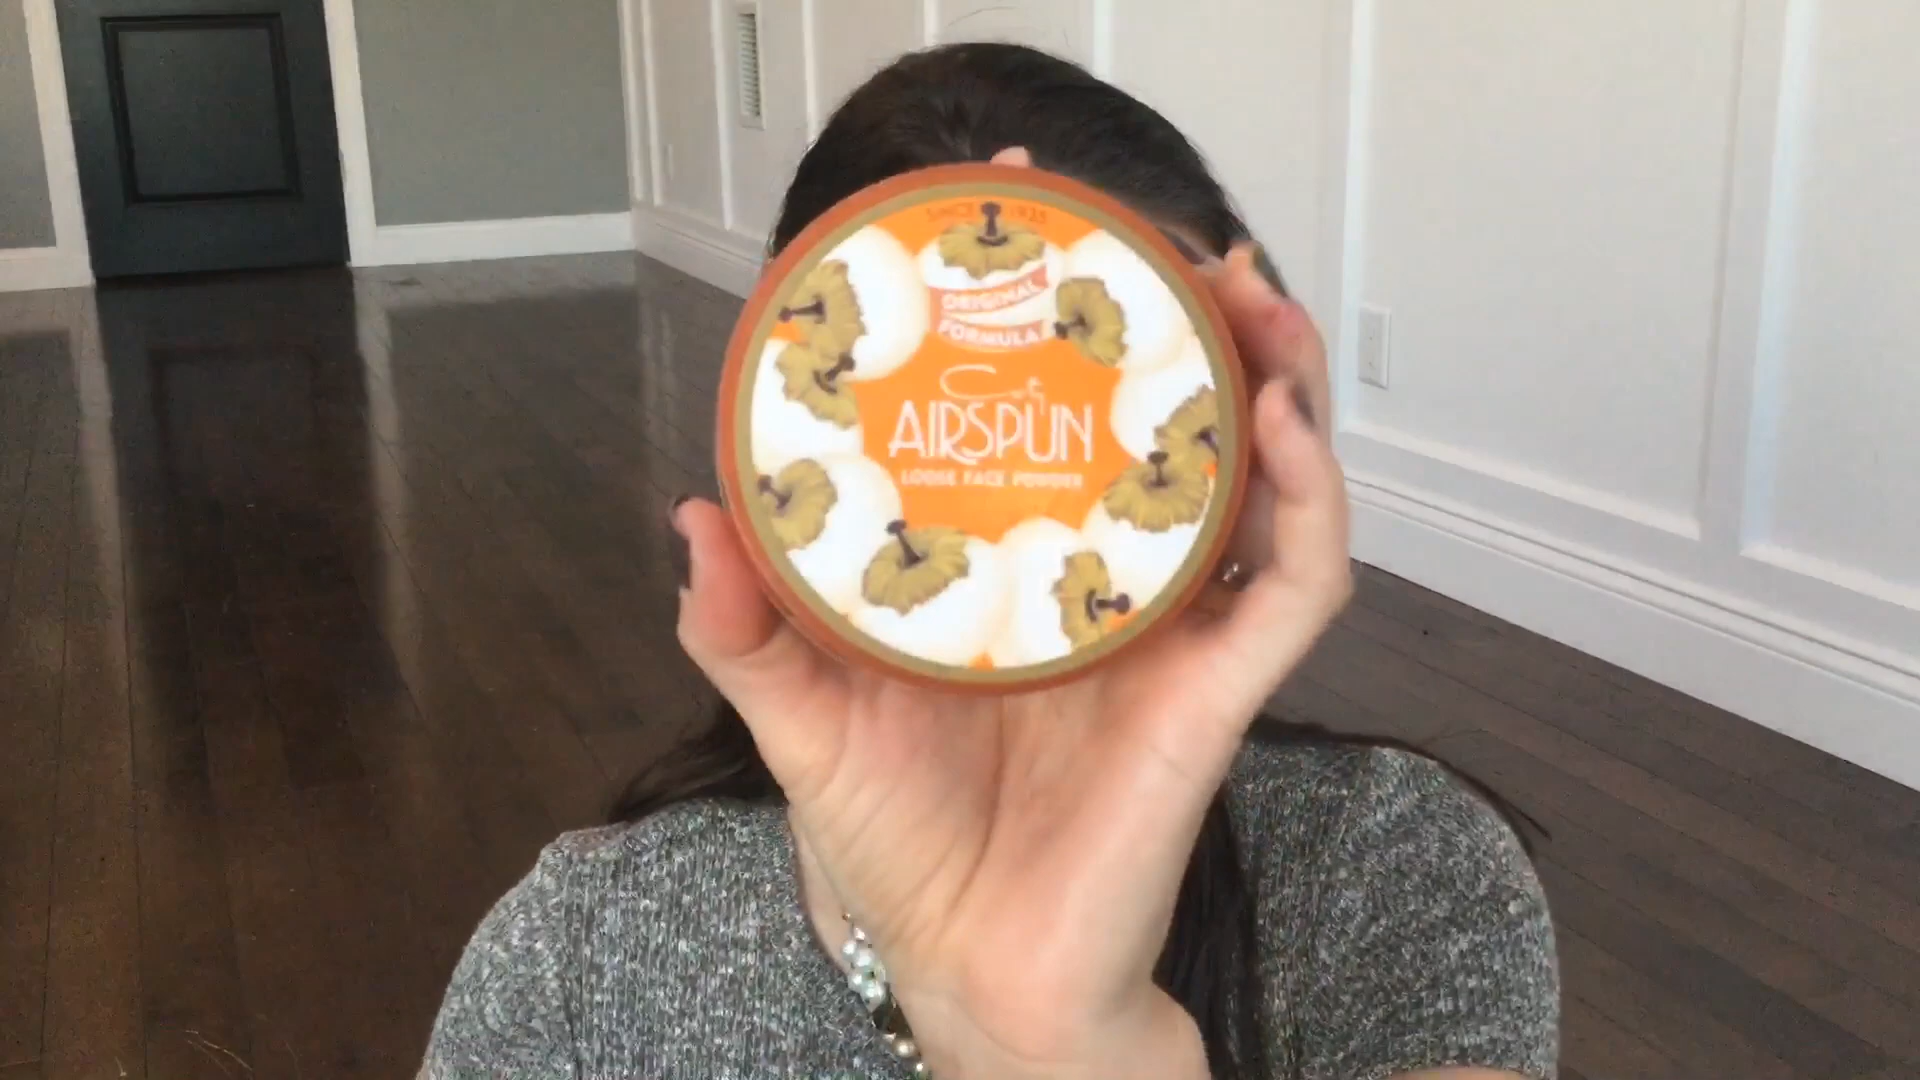 SINCE 1935
ORIGINAL
FORMULA
Coty
AIRSPUN
LOOSE FACE POWDER